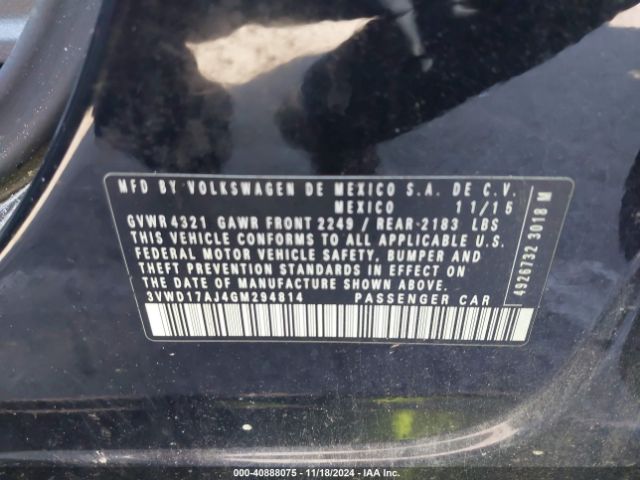 MFD BY VOLKSWAGEN DE MEXICO S.A. DE C.V.
MEXICO 11/15
GVWR 4321 GAWR FRONT 2249 / REAR-2183 LBS
THIS VEHICLE CONFORMS TO ALL APPLICABLE U.S.
FEDERAL MOTOR VEHICLE SAFETY, BUMPER AND
THEFT PREVENTION STANDARDS IN EFFECT ON
THE DATE OF MANUFACTURE SHOWN ABOVE.
3VWD17AJ4GM294814 PASSENGER CAR
4926732 3018 M
000-40888075 - 11/18/2024 - IAA Inc.